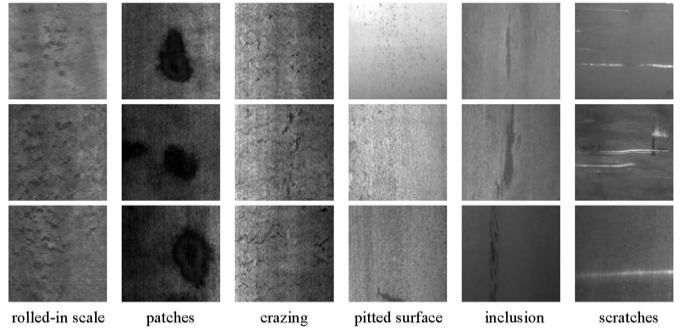 rolled-in scale patches crazing pitted surface inclusion scratches